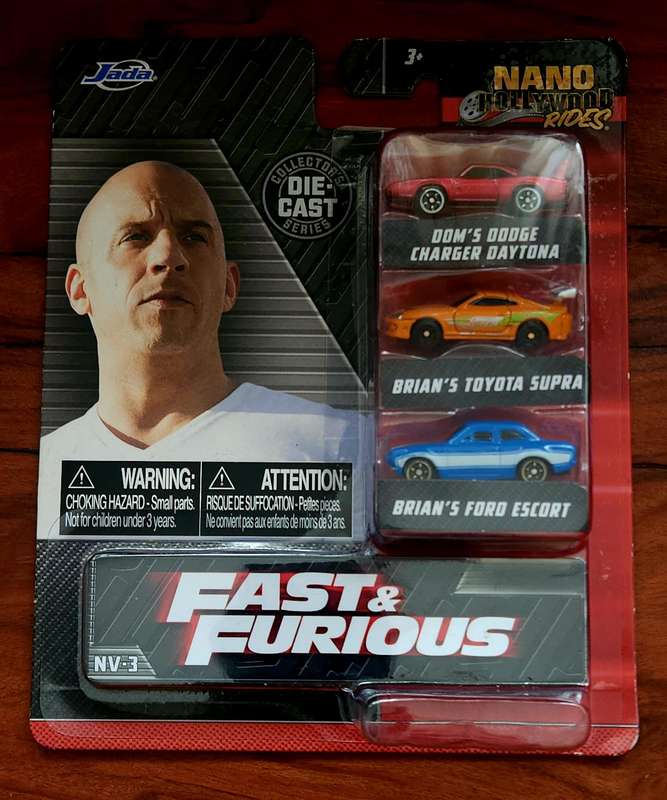 Jada
3+
NANO
HOLLYWOOD
RIDES
COLLECTOR'S
DIE-
CAST
SERIES
DOM'S DODGE
CHARGER DAYTONA
BRIAN'S TOYOTA SUPRA
BRIAN'S FORD ESCORT
WARNING:
CHOKING HAZARD - Small parts.
Not for children under 3 years.
ATTENTION:
RISQUE DE SUFFOCATION - Petites pièces.
Ne convient pas aux enfants de moins de 3 ans.
FAST &
FURIOUS
NV-3